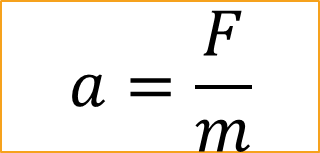 a = F/m